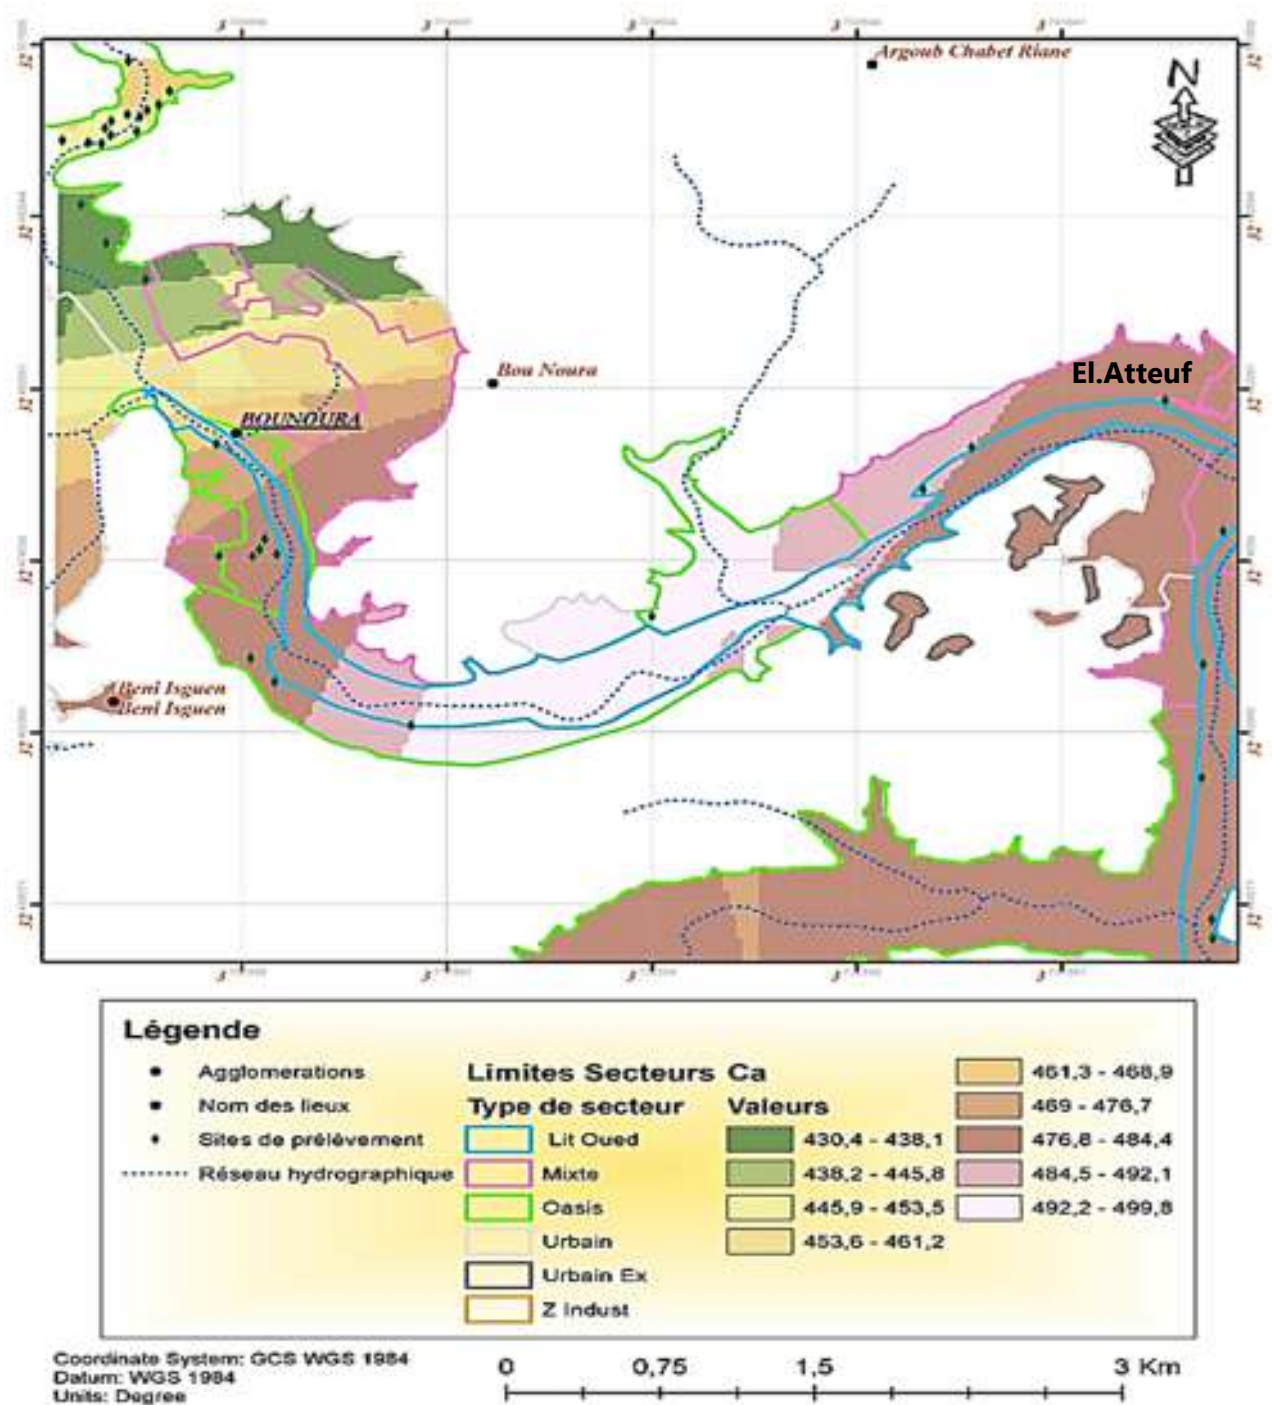 Argoub Chabet Riane
N
El.Atteuf
Bou Noura
BOUNOURA
Beni Isguen
Beni Isguen
Légende
Agglomerations
Nom des lieux
Sites de prélèvement
Réseau hydrographique
Limites Secteurs
Type de secteur
Lit Oued
Mixte
Oasis
Urbain
Urbain Ex
Z Indust
Ca
Valeurs
430,4 - 438,1
438,2 - 445,8
445,9 - 453,5
453,6 - 461,2
461,3 - 468,9
469 - 476,7
476,8 - 484,4
484,5 - 492,1
492,2 - 499,8
Coordinate System: GCS WGS 1984
Datum: WGS 1984
Units: Degree
0 0,75 1,5 3 Km